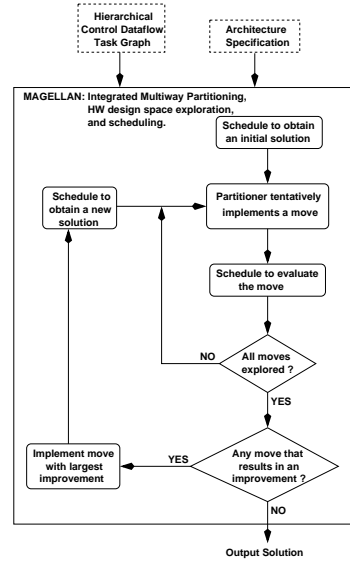 Hierarchical
Control Dataflow
Task Graph
Architecture
Specification
MAGELLAN: Integrated Multiway Partitioning,
HW design space exploration,
and scheduling.
Schedule to obtain
an initial solution
Schedule to
obtain a new
solution
Partitioner tentatively
implements a move
Schedule to evaluate
the move
NO
All moves
explored ?
YES
Implement move
with largest
improvement
YES
Any move that
results in an
improvement ?
NO
Output Solution